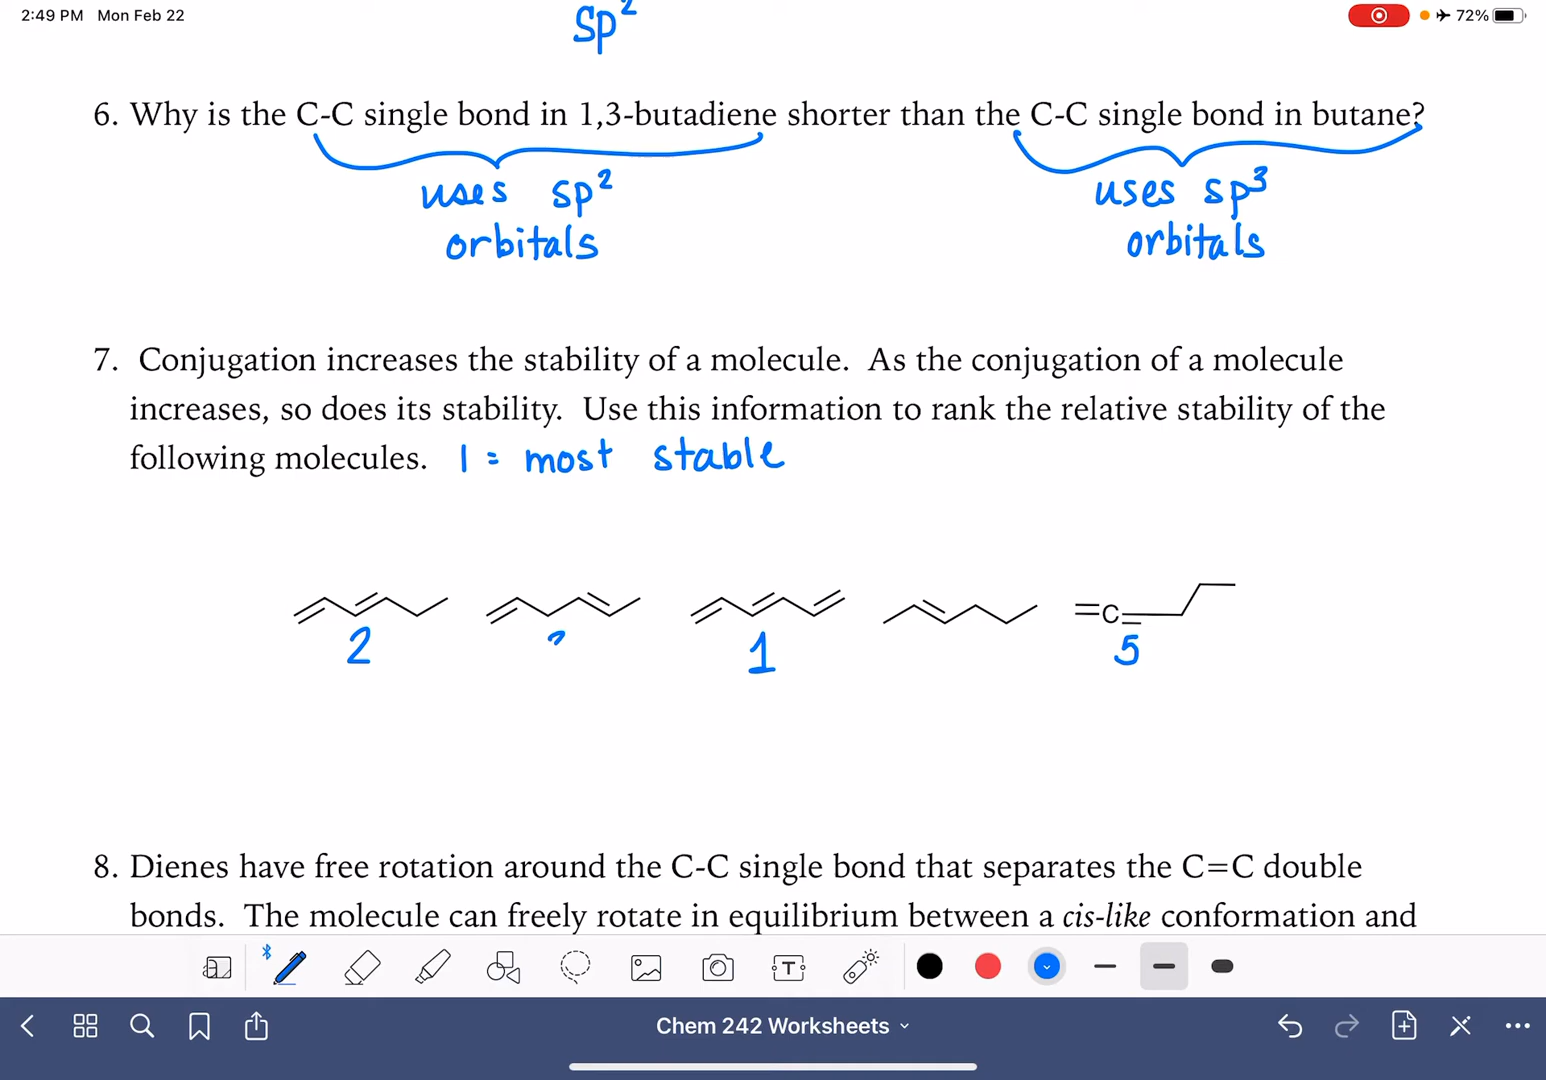 2:49 PM Mon Feb 22
72%
sp²
6. Why is the C-C single bond in 1,3-butadiene shorter than the C-C single bond in butane?
uses sp² uses sp³
orbitals orbitals
7. Conjugation increases the stability of a molecule. As the conjugation of a molecule
increases, so does its stability. Use this information to rank the relative stability of the
following molecules. 1 = most stable
=C=
2 1 5
8. Dienes have free rotation around the C-C single bond that separates the C=C double
bonds. The molecule can freely rotate in equilibrium between a cis-like conformation and
T
Chem 242 Worksheets